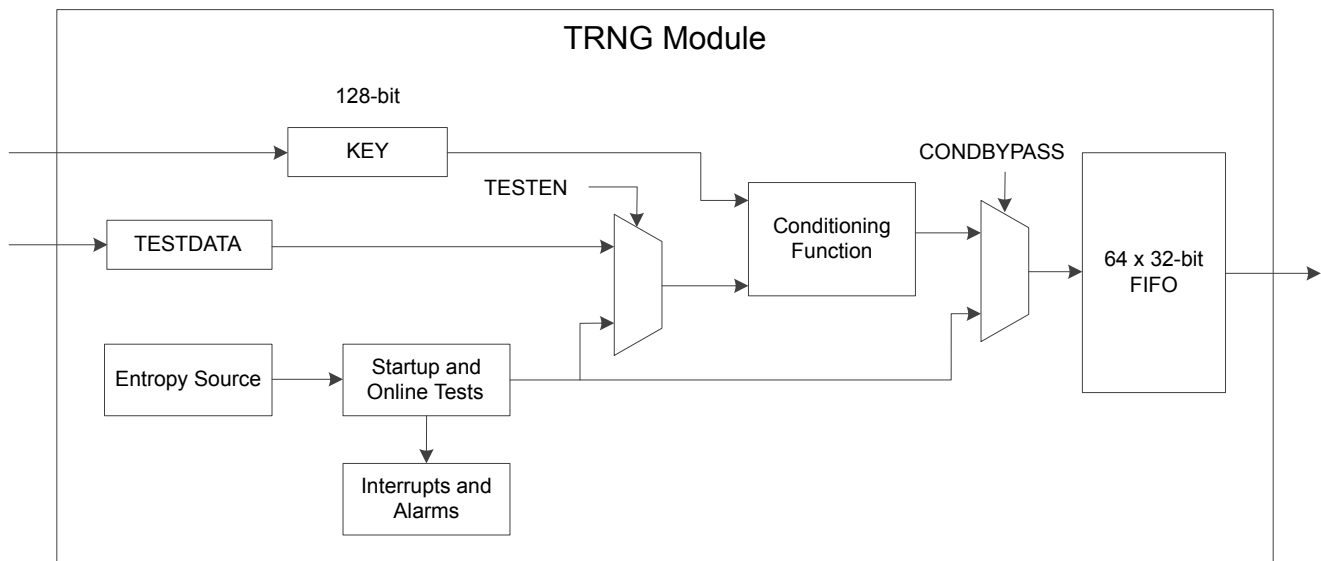 TRNG Module
128-bit
KEY
CONDBYPASS
TESTEN
TESTDATA
Conditioning
Function
64 x 32-bit
FIFO
Entropy Source
Startup and
Online Tests
Interrupts and
Alarms